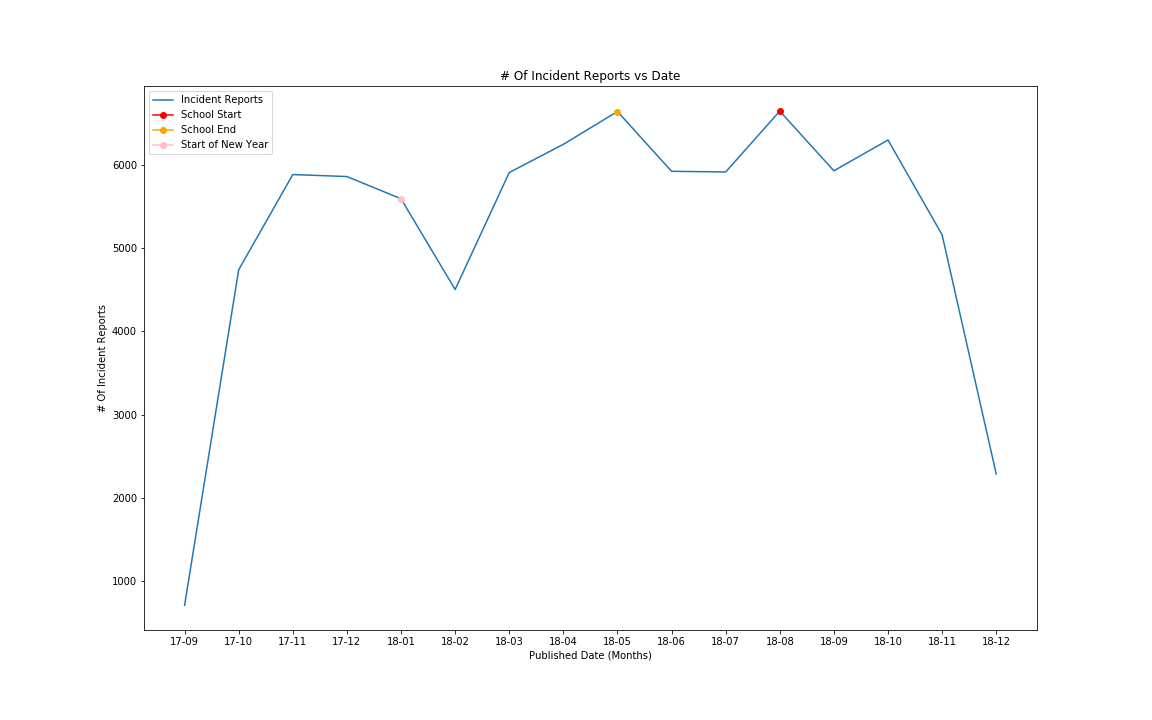 # Of Incident Reports vs Date
Incident Reports
School Start
School End
Start of New Year
# Of Incident Reports
6000
5000
4000
3000
2000
1000
17-09 17-10 17-11 17-12 18-01 18-02 18-03 18-04 18-05 18-06 18-07 18-08 18-09 18-10 18-11 18-12
Published Date (Months)